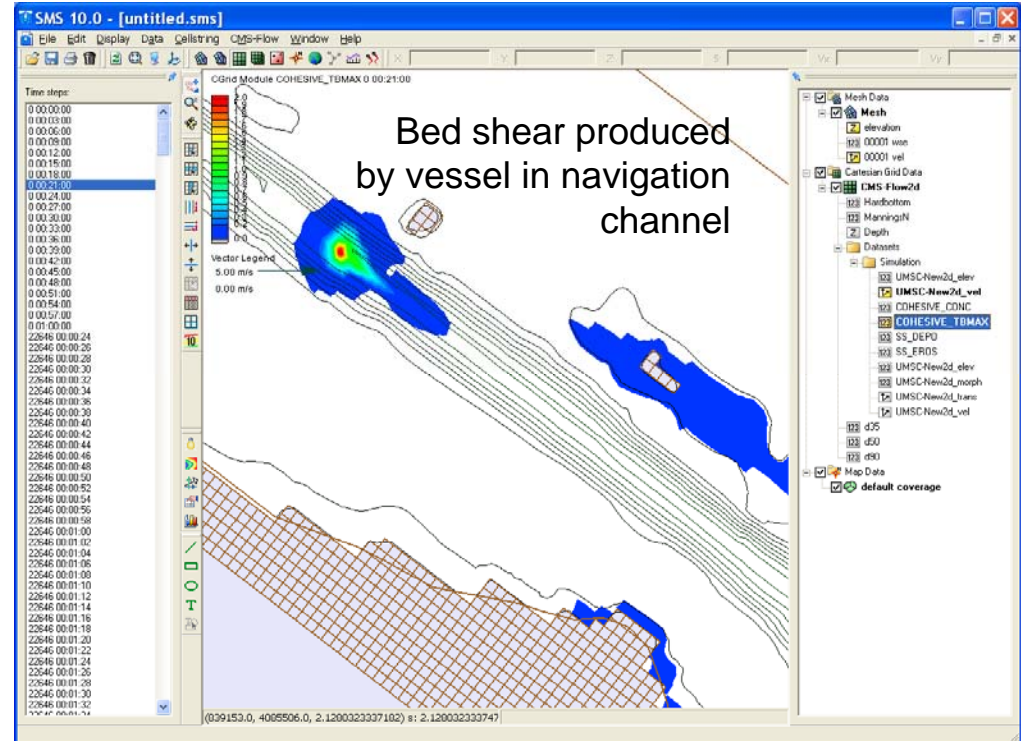 SMS 10.0 - [untitled.sms]
File Edit Display Data Cellstring CMS-Flow Window Help
X Y Z S Vx Vy
Time steps:
0 00:00:00
0 00:03:00
0 00:06:00
0 00:09:00
0 00:12:00
0 00:15:00
0 00:18:00
0 00:21:00
0 00:24:00
0 00:27:00
0 00:30:00
0 00:33:00
0 00:36:00
0 00:39:00
0 00:42:00
0 00:45:00
0 00:48:00
0 00:51:00
0 00:54:00
0 00:57:00
0 01:00:00
22646 00:00:24
22646 00:00:26
22646 00:00:28
22646 00:00:30
22646 00:00:32
22646 00:00:34
22646 00:00:36
22646 00:00:38
22646 00:00:40
22646 00:00:42
22646 00:00:44
22646 00:00:46
22646 00:00:48
22646 00:00:50
22646 00:00:52
22646 00:00:54
22646 00:00:56
22646 00:00:58
22646 00:01:00
22646 00:01:02
22646 00:01:04
22646 00:01:06
22646 00:01:08
22646 00:01:10
22646 00:01:12
22646 00:01:14
22646 00:01:16
22646 00:01:18
22646 00:01:20
22646 00:01:22
22646 00:01:24
22646 00:01:26
22646 00:01:28
22646 00:01:30
22646 00:01:32
CGrid Module COHESIVE_TBMAX 0 00:21:00
Bed shear produced
by vessel in navigation
channel
Vector Legend
5.00 m/s
0.00 m/s
(839153.0, 4005506.0, 2.1200323337102) s: 2.120032333747
Mesh Data
Mesh
elevation
00001 wse
00001 vel
Cartesian Grid Data
CMS-Flow2d
Hardbottom
ManningsN
Depth
Datasets
Simulation
UMSC-New2d_elev
UMSC-New2d_vel
COHESIVE_CONC
COHESIVE_TBMAX
SS_DEPO
SS_EROS
UMSC-New2d_elev
UMSC-New2d_morph
UMSC-New2d_trans
UMSC-New2d_vel
d35
d50
d90
Map Data
default coverage